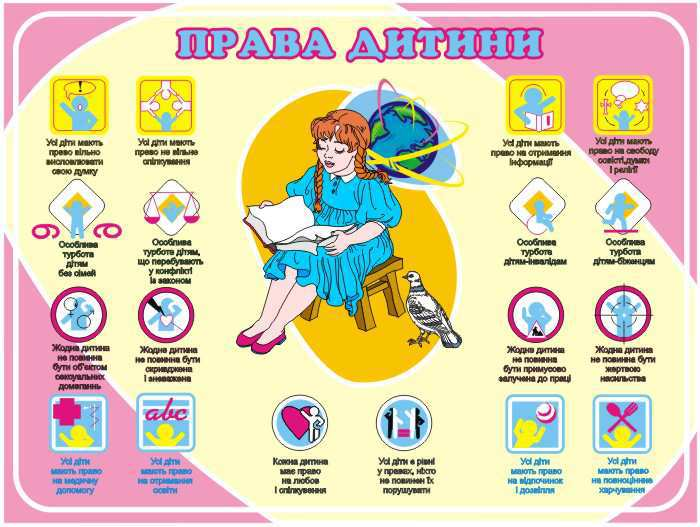 ПРАВА ДИТИНИ
Усі діти мають
право вільно
висловлювати
свою думку
Усі діти мають
право не вільне
спілкування
Усі діти мають
право на отримання
інформації
Усі діти мають
право на свободу
совісті,думки
і релігії
Особлива
турбота
дітям
без сімей
Особлива
турбота дітям,
що перебувають
у конфлікті
із законом
Особлива
турбота
дітям-інвалідам
Особлива
турбота
дітям-біженцям
Жодна дитина
не повинна
бути об'єктом
сексуальних
домагань
Жодна дитина
не повинна бути
скривджена
і зневажена
Жодна дитина
не повинна
бути примусово
залучена до праці
Жодна дитина
не повинна бути
жертвою
насильства
abc
Усі діти
мають право
на медичну
допомогу
Усі діти
мають право
на отримання
освіти
Кожна дитина
має право
на любов
і спілкування
Усі діти є рівні
у правах, ніхто
не повинен їх
порушувати
Усі діти
мають право
на відпочинок
і дозвілля
Усі діти
мають право
на повноцінне
харчування